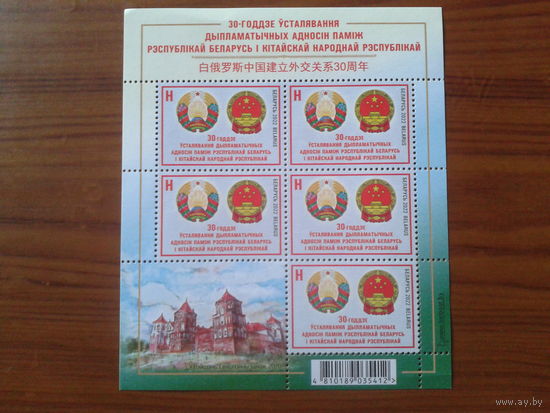 30-ГОДДЗЕ ЎСТАЛЯВАННЯ
ДЫПЛАМАТЫЧНЫХ АДНОСІН ПАМІЖ
РЭСПУБЛІКАЙ БЕЛАРУСЬ І КІТАЙСКАЙ НАРОДНАЙ РЭСПУБЛІКАЙ
白俄罗斯中国建立外交关系30周年
H
30-годдзе
ЎСТАЛЯВАННЯ ДЫПЛАМАТЫЧНЫХ
АДНОСІН ПАМІЖ РЭСПУБЛІКАЙ БЕЛАРУСЬ
І КІТАЙСКАЙ НАРОДНАЙ РЭСПУБЛІКАЙ
БЕЛАРУСЬ 2022 BELARUS
H
30-годдзе
ЎСТАЛЯВАННЯ ДЫПЛАМАТЫЧНЫХ
АДНОСІН ПАМІЖ РЭСПУБЛІКАЙ БЕЛАРУСЬ
І КІТАЙСКАЙ НАРОДНАЙ РЭСПУБЛІКАЙ
БЕЛАРУСЬ 2022 BELARUS
H
30-годдзе
ЎСТАЛЯВАННЯ ДЫПЛАМАТЫЧНЫХ
АДНОСІН ПАМІЖ РЭСПУБЛІКАЙ БЕЛАРУСЬ
І КІТАЙСКАЙ НАРОДНАЙ РЭСПУБЛІКАЙ
БЕЛАРУСЬ 2022 BELARUS
H
30-годдзе
ЎСТАЛЯВАННЯ ДЫПЛАМАТЫЧНЫХ
АДНОСІН ПАМІЖ РЭСПУБЛІКАЙ БЕЛАРУСЬ
І КІТАЙСКАЙ НАРОДНАЙ РЭСПУБЛІКАЙ
БЕЛАРУСЬ 2022 BELARUS
H
30-годдзе
ЎСТАЛЯВАННЯ ДЫПЛАМАТЫЧНЫХ
АДНОСІН ПАМІЖ РЭСПУБЛІКАЙ БЕЛАРУСЬ
І КІТАЙСКАЙ НАРОДНАЙ РЭСПУБЛІКАЙ
БЕЛАРУСЬ 2022 BELARUS
4 810189 035412 >
www.ay.by